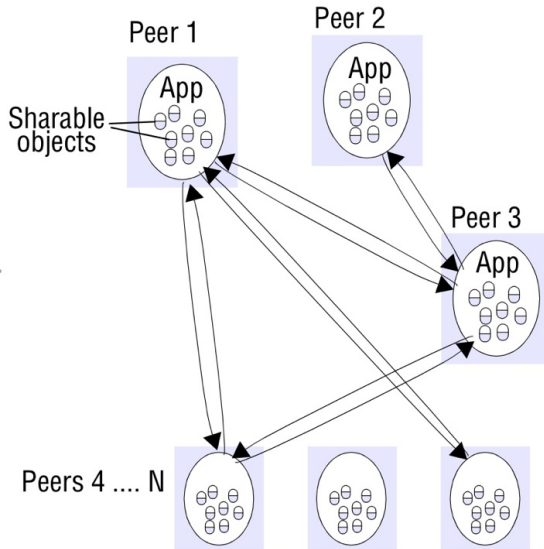 Peer 1
Peer 2
App
App
Sharable
objects
Peer 3
App
Peers 4 .... N